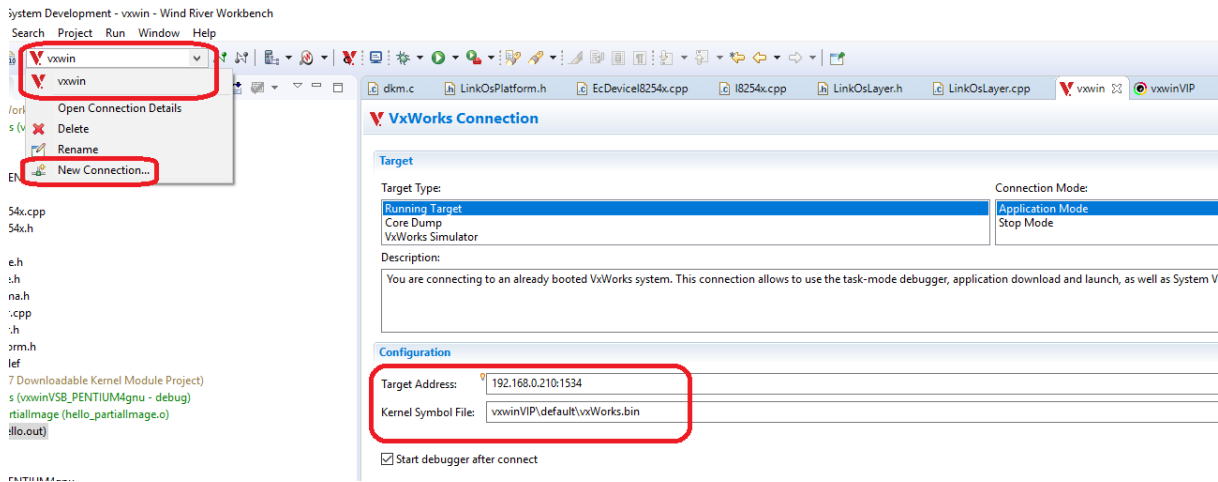 System Development - vxwin - Wind River Workbench
Search Project Run Window Help
vxwin
vxwin
Open Connection Details
Delete
Rename
New Connection...
dkm.c LinkOsPlatform.h EcDeviceI8254x.cpp I8254x.cpp LinkOsLayer.h LinkOsLayer.cpp vxwin vxwinVIP
VxWorks Connection
Target
Target Type: Connection Mode:
Running Target Application Mode
Core Dump Stop Mode
VxWorks Simulator
Description:
You are connecting to an already booted VxWorks system. This connection allows to use the task-mode debugger, application download and launch, as well as System V
Configuration
Target Address: 192.168.0.210:1534
Kernel Symbol File: vxwinVIP\default\vxWorks.bin
Start debugger after connect
54x.cpp
54x.h
e.h
e.h
ma.h
r.cpp
r.h
orm.h
def
7 Downloadable Kernel Module Project)
s (vxwinVSB_PENTIUM4gnu - debug)
rtialImage (hello_partialImage.o)
ello.out)